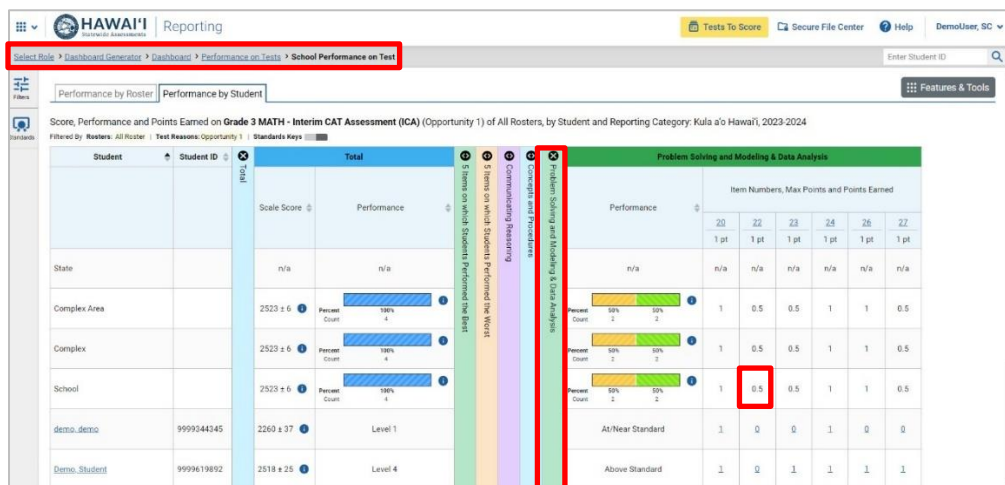 HAWAI'I
Statewide Assessments
Reporting
Tests To Score
Secure File Center
Help
DemoUser, SC
Select Role > Dashboard Generator > Dashboard > Performance on Tests > School Performance on Test
Enter Student ID
Filters
Standards
Performance by Roster
Performance by Student
Features & Tools
Score, Performance and Points Earned on Grade 3 MATH - Interim CAT Assessment (ICA) (Opportunity 1) of All Rosters, by Student and Reporting Category: Kula a'o Hawai'i, 2023-2024
Filtered By Rosters: All Roster | Test Reasons: Opportunity 1 | Standards Keys
Student
Student ID
Total
Total
Scale Score
Performance
5 Items on which Students Performed the Best
5 Items on which Students Performed the Worst
Communicating Reasoning
Concepts and Procedures
Problem Solving and Modeling & Data Analysis
Problem Solving and Modeling & Data Analysis
Performance
Item Numbers, Max Points and Points Earned
20 22 23 24 26 27
1 pt 1 pt 1 pt 1 pt 1 pt 1 pt
State n/a n/a n/a n/a n/a n/a n/a n/a n/a
Complex Area 2523 ± 6 Percent 100% Percent 50% 50% 1 0.5 0.5 1 1 0.5
Count 4 Count 2 2
Complex 2523 ± 6 Percent 100% Percent 50% 50% 1 0.5 0.5 1 1 0.5
Count 4 Count 2 2
School 2523 ± 6 Percent 100% Percent 50% 50% 1 0.5 0.5 1 1 0.5
Count 4 Count 2 2
demo, demo 9999344345 2260 ± 37 Level 1 At/Near Standard 1 0 0 1 0 0
Demo, Student 9999619892 2518 ± 25 Level 4 Above Standard 1 0 1 1 1 1